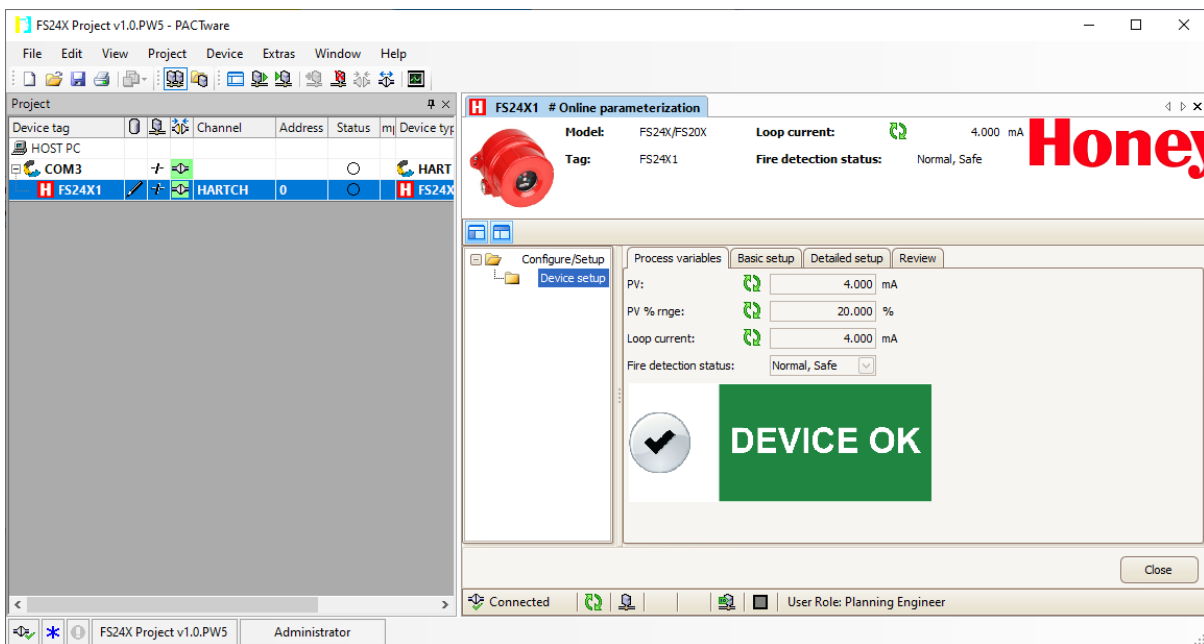 FS24X Project v1.0.PW5 - PACTware
File Edit View Project Device Extras Window Help
Project
Device tag Channel Address Status Device typ
HOST PC
COM3 HART
FS24X1 HARTCH 0 FS24X
FS24X1 # Online parameterization
Model: FS24X/FS20X Loop current: 4.000 mA
Tag: FS24X1 Fire detection status: Normal, Safe
Honey
Configure/Setup
Device setup
Process variables Basic setup Detailed setup Review
PV: 4.000 mA
PV % rnge: 20.000 %
Loop current: 4.000 mA
Fire detection status: Normal, Safe
DEVICE OK
Close
Connected User Role: Planning Engineer
FS24X Project v1.0.PW5 Administrator